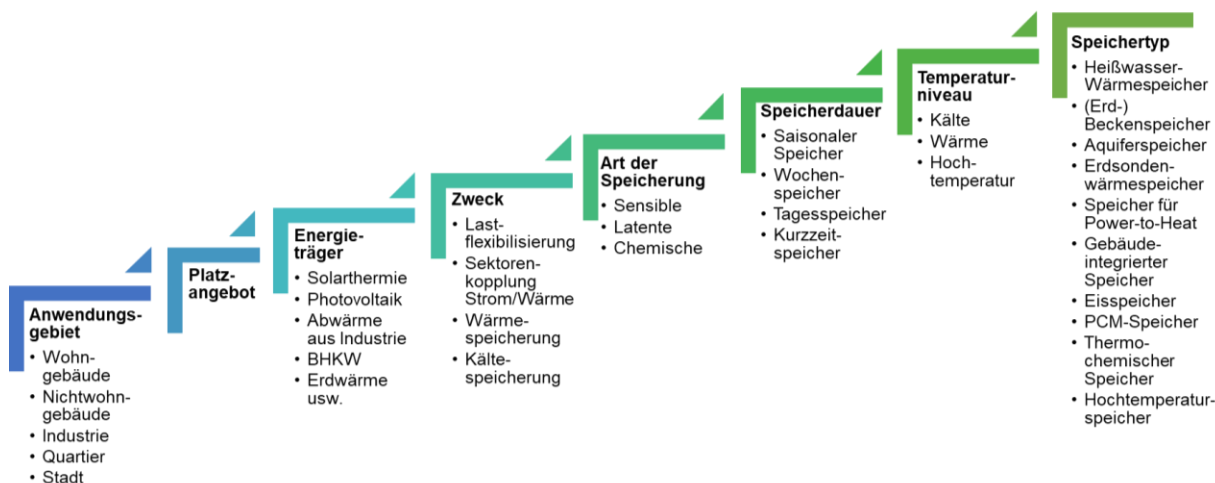 Anwendungs-
gebiet
• Wohn-
gebäude
• Nichtwohn-
gebäude
• Industrie
• Quartier
• Stadt
Platz-
angebot
Energie-
träger
• Solarthermie
• Photovoltaik
• Abwärme
aus Industrie
• BHKW
• Erdwärme
usw.
Zweck
• Last-
flexibilisierung
• Sektoren-
kopplung
Strom/Wärme
• Wärme-
speicherung
• Kälte-
speicherung
Art der
Speicherung
• Sensible
• Latente
• Chemische
Speicherdauer
• Saisonaler
Speicher
• Wochen-
speicher
• Tagesspeicher
• Kurzzeit-
speicher
Temperatur-
niveau
• Kälte
• Wärme
• Hoch-
temperatur
Speichertyp
• Heißwasser-
Wärmespeicher
• (Erd-)
Beckenspeicher
• Aquiferspeicher
• Erdsonden-
wärmespeicher
• Speicher für
Power-to-Heat
• Gebäude-
integrierter
Speicher
• Eisspeicher
• PCM-Speicher
• Thermo-
chemischer
Speicher
• Hochtemperatur-
speicher